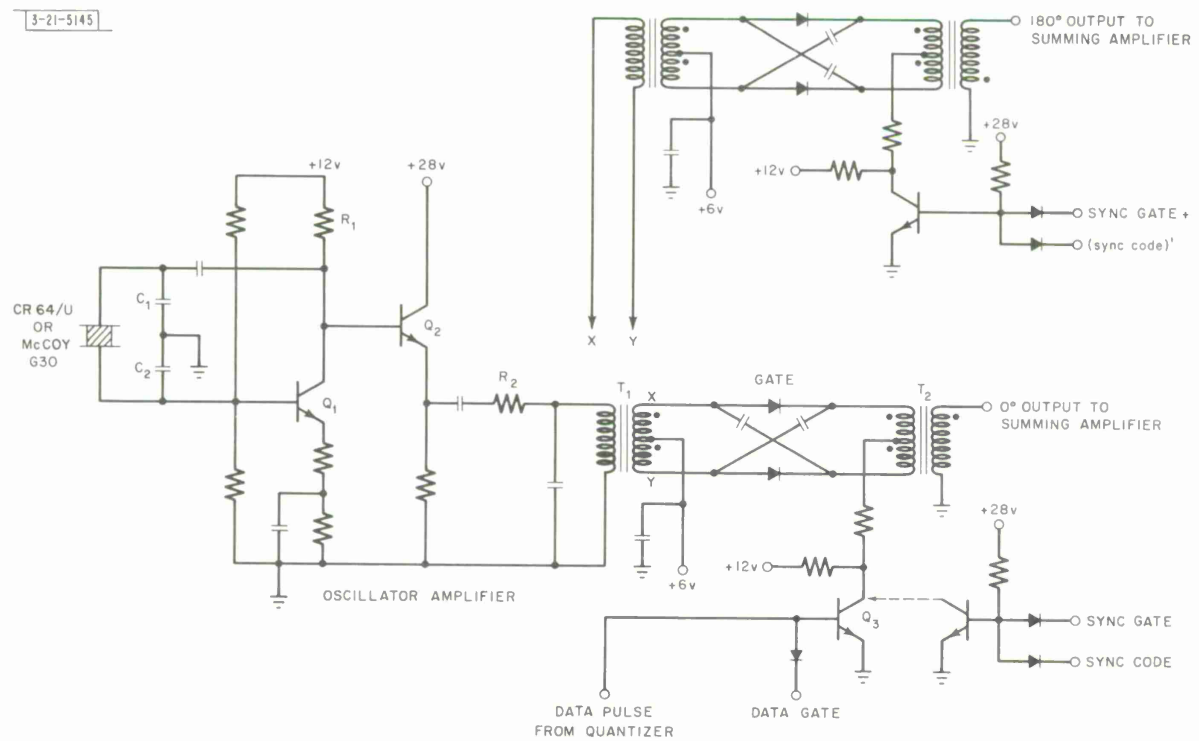 3-21-5145
180° OUTPUT TO
SUMMING AMPLIFIER
+28v
+12v
+6v
SYNC GATE +
(sync code)'
+12v
+28v
R1
C1
CR 64/U
OR
McCOY
G30
C2
Q2
Q1
R2
X Y
GATE
T1
X
Y
T2
0° OUTPUT TO
SUMMING AMPLIFIER
+28v
+12v
+6v
OSCILLATOR AMPLIFIER
Q3
SYNC GATE
SYNC CODE
DATA PULSE
FROM QUANTIZER
DATA GATE